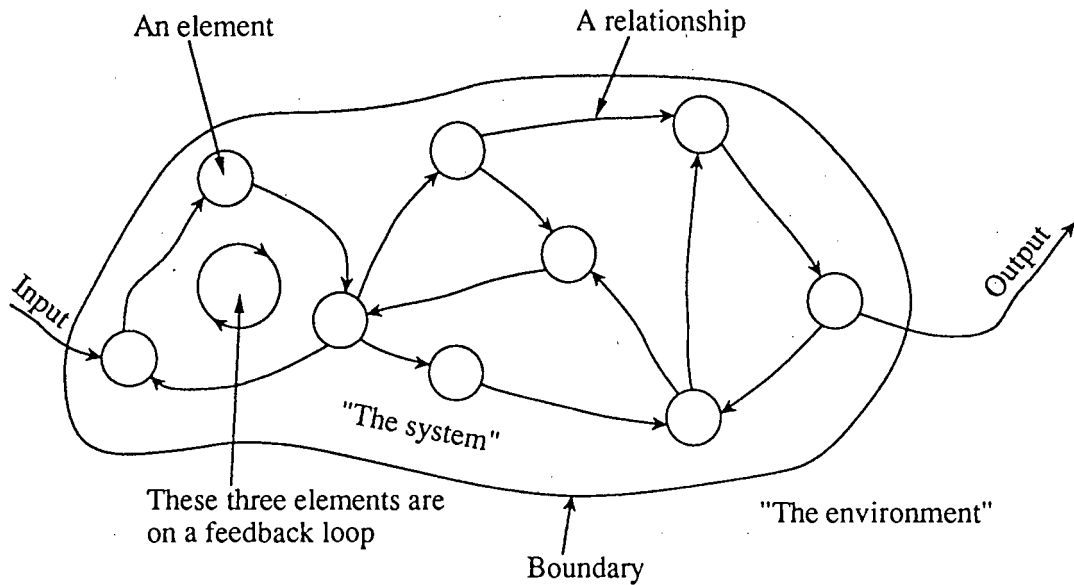 An element
A relationship
Input
Output
"The system"
These three elements are
on a feedback loop
"The environment"
Boundary